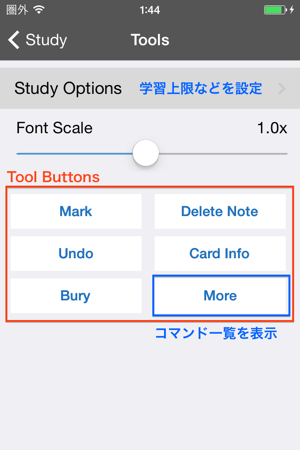 圏外 1:44
Study Tools
Study Options 学習上限などを設定
Font Scale 1.0x
Tool Buttons
Mark Delete Note
Undo Card Info
Bury More
コマンド一覧を表示